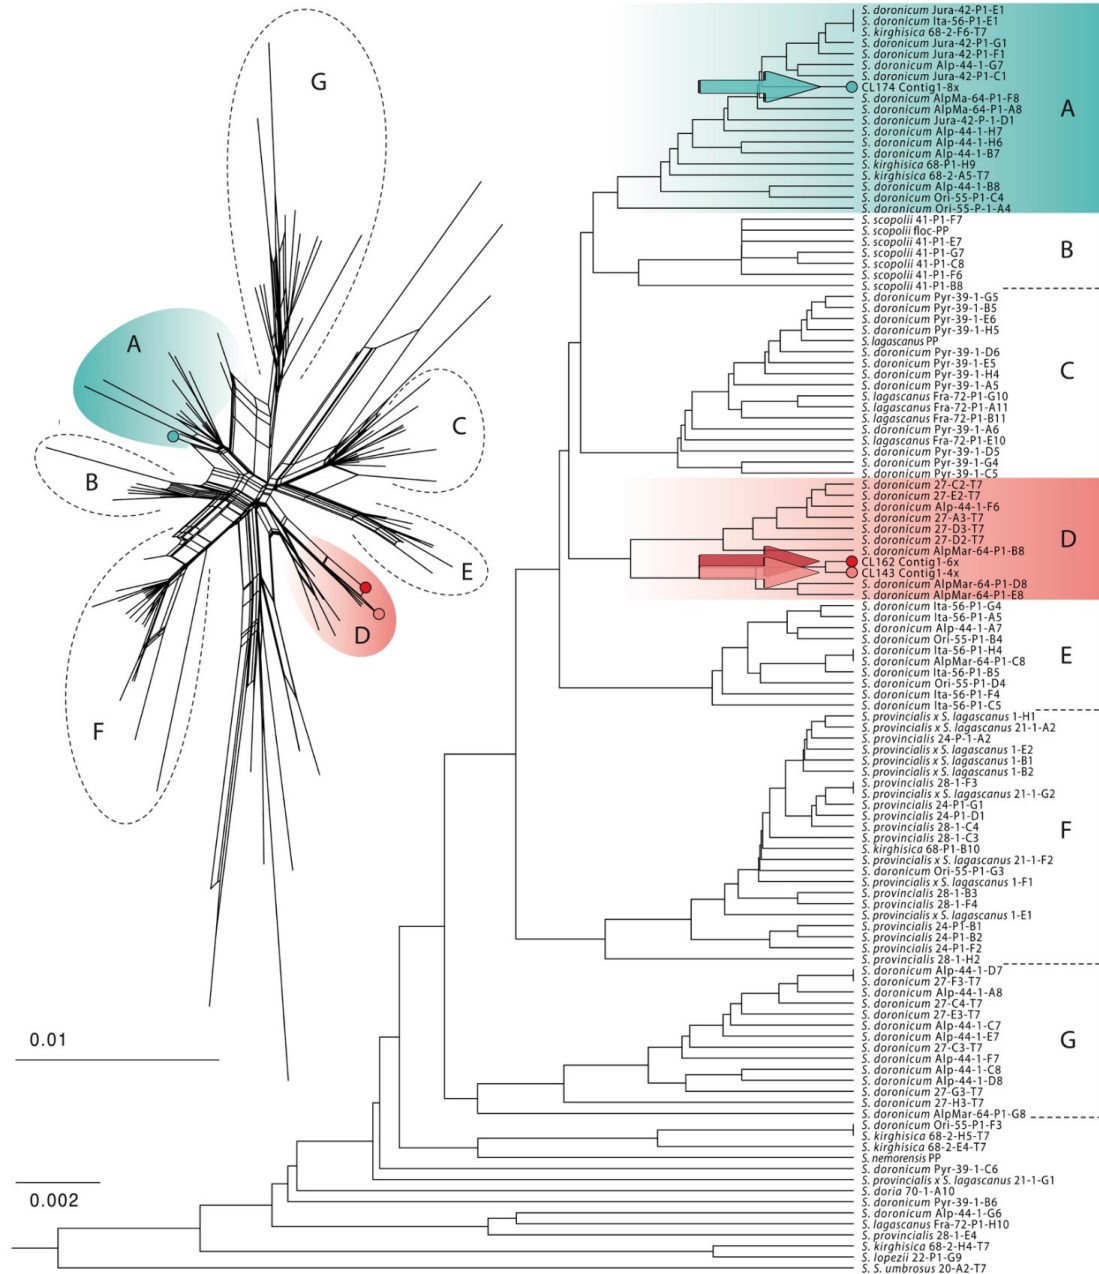 G
A
B
C
E
D
F
0.01
0.002
S. doronicum Jura-42-P1-E1
S. doronicum Ita-56-P1-E1
S. kirghisica 68-2-F6-T7
S. doronicum Jura-42-P1-G1
S. doronicum Jura-42-P1-F1
S. doronicum Alp-44-1-G7
S. doronicum Jura-42-P1-C1
CL174 Contig1-8x
S. doronicum AlpMa-64-P1-F8
S. doronicum AlpMa-64-P1-A8
S. doronicum Jura-42-P-1-D1
S. doronicum Alp-44-1-H7
S. doronicum Alp-44-1-H6
S. doronicum Alp-44-1-B7
S. kirghisica 68-P1-H9
S. kirghisica 68-2-A5-T7
S. doronicum Alp-44-1-B8
S. doronicum Ori-55-P1-C4
S. doronicum Ori-55-P-1-A4
A
S. scopolii 41-P1-F7
S. scopolii floc-PP
S. scopolii 41-P1-E7
S. scopolii 41-P1-G7
S. scopolii 41-P1-C8
S. scopolii 41-P1-F6
S. scopolii 41-P1-B8
B
S. doronicum Pyr-39-1-G5
S. doronicum Pyr-39-1-B5
S. doronicum Pyr-39-1-E6
S. doronicum Pyr-39-1-H5
S. lagascanus PP
S. doronicum Pyr-39-1-D6
S. doronicum Pyr-39-1-E5
S. doronicum Pyr-39-1-H4
S. doronicum Pyr-39-1-A5
S. lagascanus Fra-72-P1-G10
S. lagascanus Fra-72-P1-A11
S. lagascanus Fra-72-P1-B11
S. doronicum Pyr-39-1-A6
S. lagascanus Fra-72-P1-E10
S. doronicum Pyr-39-1-D5
S. doronicum Pyr-39-1-G4
S. doronicum Pyr-39-1-C5
C
S. doronicum 27-C2-T7
S. doronicum 27-E2-T7
S. doronicum Alp-44-1-F6
S. doronicum 27-A3-T7
S. doronicum 27-D3-T7
S. doronicum 27-D2-T7
S. doronicum AlpMar-64-P1-B8
CL162 Contig1-6x
CL143 Contig1-4x
S. doronicum AlpMar-64-P1-D8
S. doronicum AlpMar-64-P1-E8
D
S. doronicum Ita-56-P1-G4
S. doronicum Ita-56-P1-A5
S. doronicum Alp-44-1-A7
S. doronicum Ori-55-P1-B4
S. doronicum Ita-56-P1-H4
S. doronicum AlpMar-64-P1-C8
S. doronicum Ita-56-P1-B5
S. doronicum Ori-55-P1-D4
S. doronicum Ita-56-P1-F4
S. doronicum Ita-56-P1-C5
E
S. provincialis x S. lagascanus 1-H1
S. provincialis x S. lagascanus 21-1-A2
S. provincialis 24-P-1-A2
S. provincialis x S. lagascanus 1-E2
S. provincialis x S. lagascanus 1-B1
S. provincialis x S. lagascanus 1-B2
S. provincialis 28-1-F3
S. provincialis x S. lagascanus 21-1-G2
S. provincialis 24-P1-G1
S. provincialis 24-P1-D1
S. provincialis 28-1-C4
S. provincialis 28-1-C3
S. kirghisica 68-P1-B10
S. provincialis x S. lagascanus 21-1-F2
S. doronicum Ori-55-P1-G3
S. provincialis x S. lagascanus 1-F1
S. provincialis 28-1-B3
S. provincialis 28-1-F4
S. provincialis x S. lagascanus 1-E1
S. provincialis 24-P1-B1
S. provincialis 24-P1-B2
S. provincialis 24-P1-F2
S. provincialis 28-1-H2
F
S. doronicum Alp-44-1-D7
S. doronicum 27-F3-T7
S. doronicum Alp-44-1-A8
S. doronicum 27-C4-T7
S. doronicum 27-E3-T7
S. doronicum Alp-44-1-C7
S. doronicum Alp-44-1-E7
S. doronicum 27-C3-T7
S. doronicum Alp-44-1-F7
S. doronicum Alp-44-1-C8
S. doronicum Alp-44-1-D8
S. doronicum 27-G3-T7
S. doronicum 27-H3-T7
S. doronicum AlpMar-64-P1-G8
G
S. doronicum Ori-55-P1-F3
S. kirghisica 68-2-H5-T7
S. kirghisica 68-2-E4-T7
S. nemorensis PP
S. doronicum Pyr-39-1-C6
S. provincialis x S. lagascanus 21-1-G1
S. doria 70-1-A10
S. doronicum Pyr-39-1-B6
S. doronicum Alp-44-1-G6
S. lagascanus Fra-72-P1-H10
S. provincialis 28-1-E4
S. kirghisica 68-2-H4-T7
S. lopezii 22-P1-G9
S. S. umbrosus 20-A2-T7